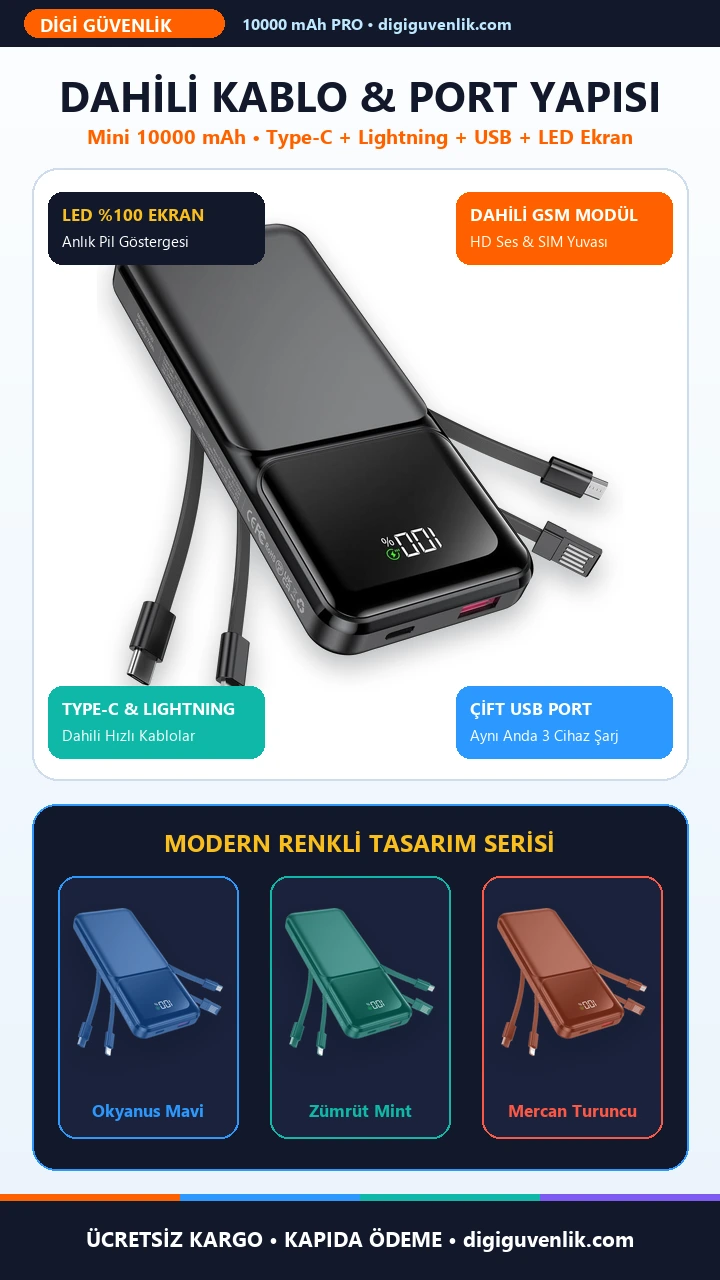 DİGİ GÜVENLİK
10000 mAh PRO • digiguvenlik.com
DAHİLİ KABLO & PORT YAPISI
Mini 10000 mAh • Type-C + Lightning + USB + LED Ekran
LED %100 EKRAN
Anlık Pil Göstergesi
DAHİLİ GSM MODÜL
HD Ses & SIM Yuvası
%100
TYPE-C & LIGHTNING
Dahili Hızlı Kablolar
ÇİFT USB PORT
Aynı Anda 3 Cihaz Şarj
MODERN RENKLİ TASARIM SERİSİ
%100
%100
%100
Okyanus Mavi
Zümrüt Mint
Mercan Turuncu
ÜCRETSİZ KARGO • KAPIDA ÖDEME • digiguvenlik.com